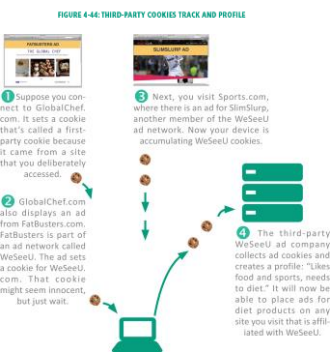 FIGURE 4-44: THIRD-PARTY COOKIES TRACK AND PROFILE
FATBUSTERS AD
THE GLOBAL CHEF
1 Suppose you con-
nect to GlobalChef.
com. It sets a cookie
that's called a first-
party cookie because
it came from a site
that you deliberately
accessed.
2 GlobalChef.com
also displays an ad
from FatBusters.com.
FatBusters is part of
an ad network called
WeSeeU. The ad sets
a cookie for WeSeeU.
com. That cookie
might seem innocent,
but just wait.
SLIMSLURP AD
3 Next, you visit Sports.com,
where there is an ad for SlimSlurp,
another member of the WeSeeU
ad network. Now your device is
accumulating WeSeeU cookies.
4 The third-party
WeSeeU ad company
collects ad cookies and
creates a profile: "Likes
food and sports, needs
to diet." It will now be
able to place ads for
diet products on any
site you visit that is affil-
iated with WeSeeU.